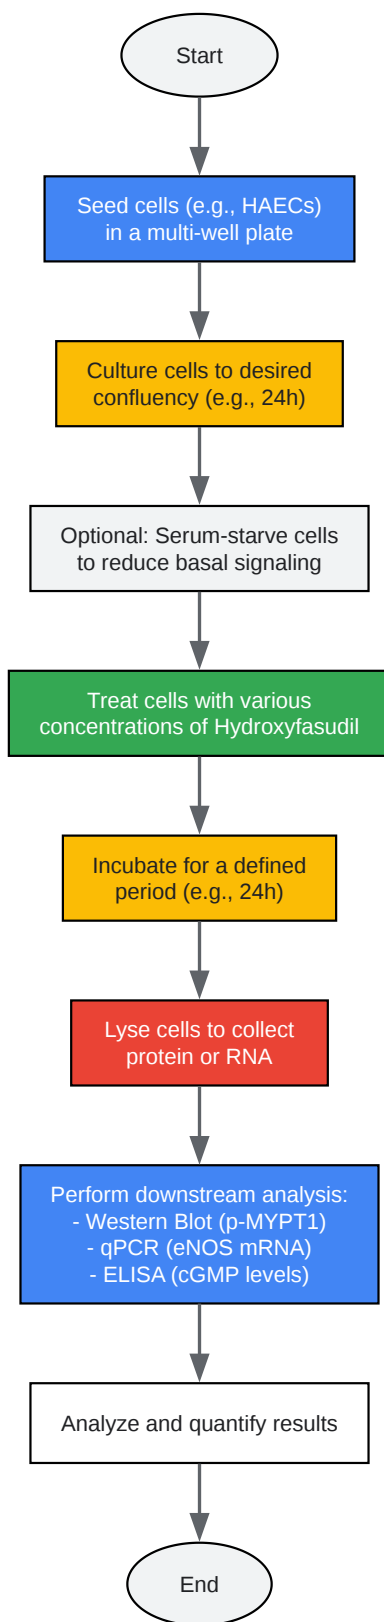 Start
Seed cells (e.g., HAECs)
in a multi-well plate
Culture cells to desired
confluency (e.g., 24h)
Optional: Serum-starve cells
to reduce basal signaling
Treat cells with various
concentrations of Hydroxyfasudil
Incubate for a defined
period (e.g., 24h)
Lyse cells to collect
protein or RNA
Perform downstream analysis:
- Western Blot (p-MYPT1)
- qPCR (eNOS mRNA)
- ELISA (cGMP levels)
Analyze and quantify results
End